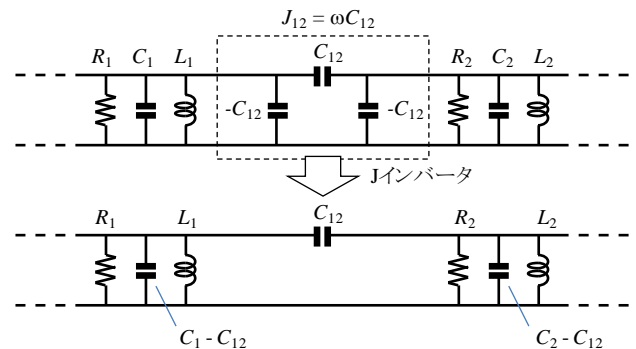 J12 = ωC12
R1 C1 L1 C12 R2 C2 L2
-C12 -C12
Jインバータ
R1 L1 C12 R2 L2
C1 - C12 C2 - C12